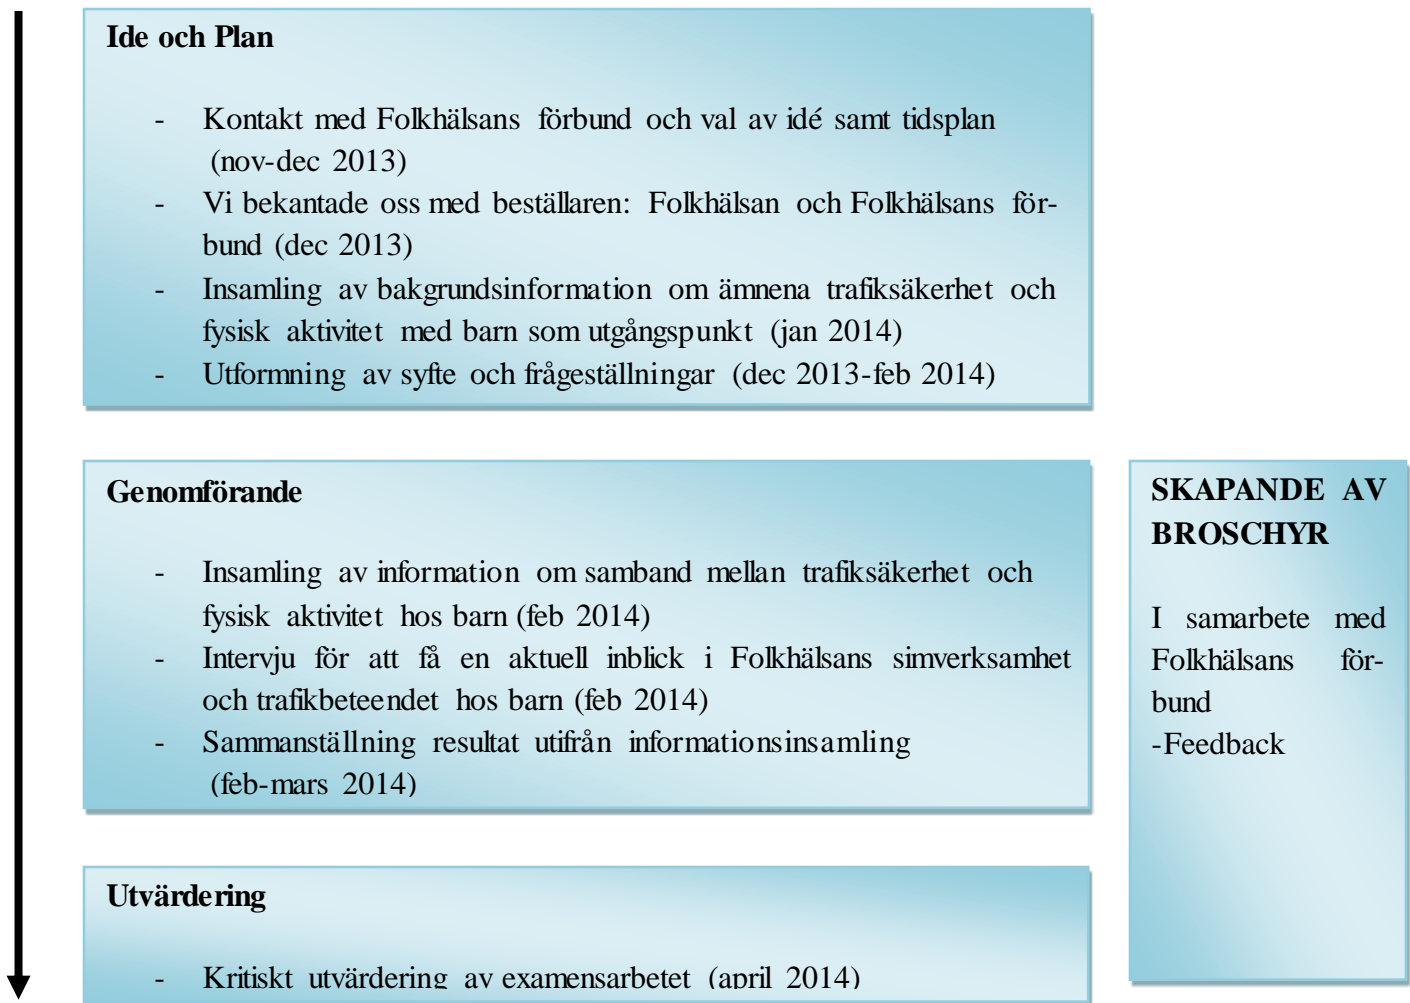 Ide och Plan
- Kontakt med Folkhälsans förbund och val av idé samt tidsplan
(nov-dec 2013)
- Vi bekantade oss med beställaren: Folkhälsan och Folkhälsans för-
bund (dec 2013)
- Insamling av bakgrundsinformation om ämnena trafiksäkerhet och
fysisk aktivitet med barn som utgångspunkt (jan 2014)
- Utformning av syfte och frågeställningar (dec 2013-feb 2014)
Genomförande
- Insamling av information om samband mellan trafiksäkerhet och
fysisk aktivitet hos barn (feb 2014)
- Intervju för att få en aktuell inblick i Folkhälsans simverksamhet
och trafikbeteendet hos barn (feb 2014)
- Sammanställning resultat utifrån informationsinsamling
(feb-mars 2014)
SKAPANDE AV
BROSCHYR
I samarbete med
Folkhälsans för-
bund
-Feedback
Utvärdering
- Kritiskt utvärdering av examensarbetet (april 2014)